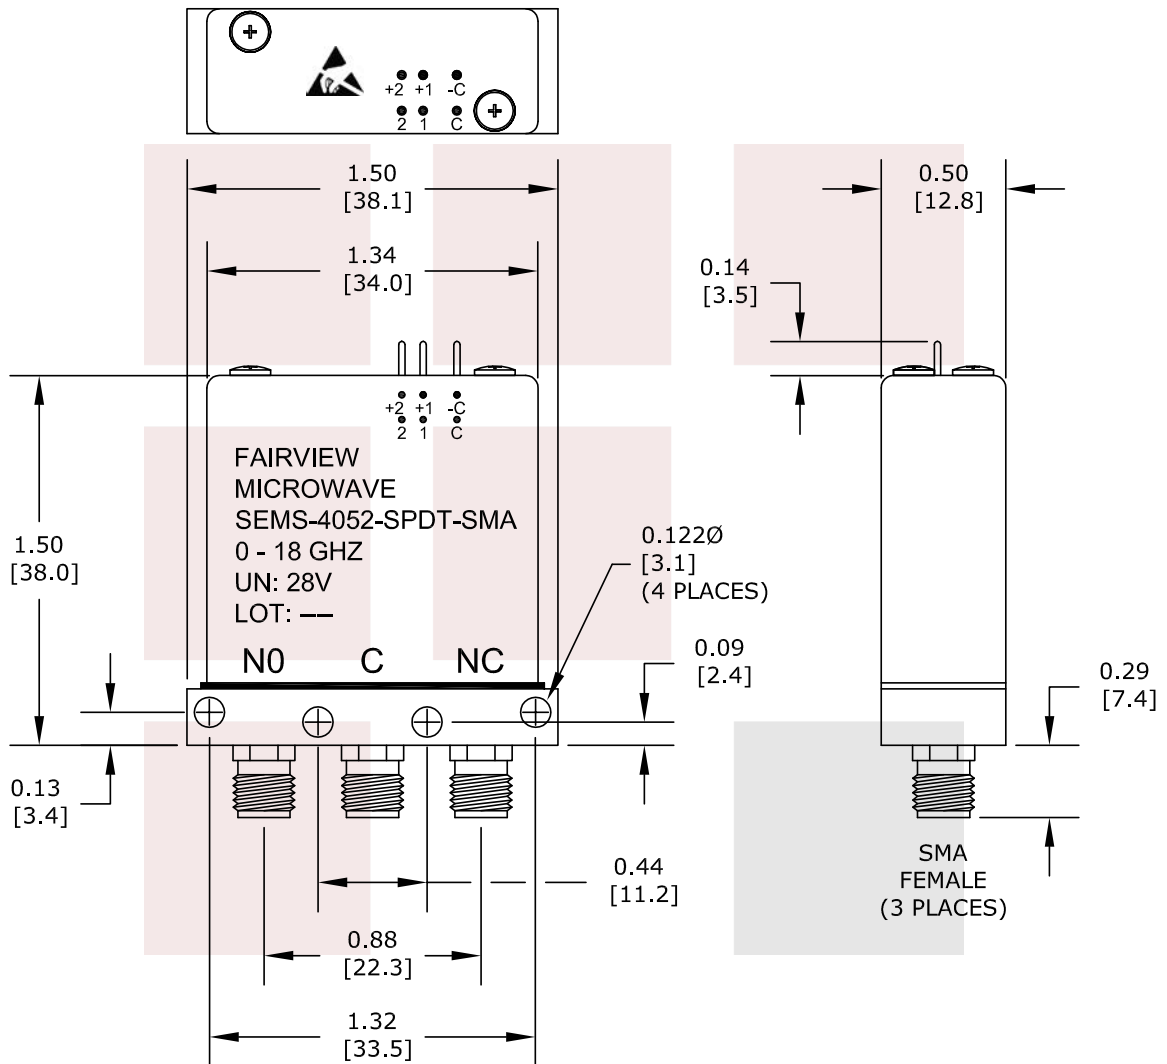 +2 +1 -C
2 1 C
1.50
[38.1]
0.50
[12.8]
1.34
[34.0]
0.14
[3.5]
+2 +1 -C
2 1 C
FAIRVIEW
MICROWAVE
SEMS-4052-SPDT-SMA
0 - 18 GHZ
UN: 28V
LOT: ––
1.50
[38.0]
0.122Ø
[3.1]
(4 PLACES)
N0 C NC
0.09
[2.4]
0.29
[7.4]
0.13
[3.4]
SMA
FEMALE
(3 PLACES)
0.44
[11.2]
0.88
[22.3]
1.32
[33.5]